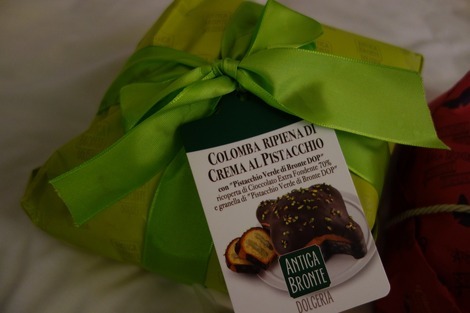 COLOMBA RIPIENA DI
CREMA AL PISTACCHIO
con "Pistacchio Verde di Bronte DOP"
ricoperta di Cioccolato Extra Fondente 70%
e granella di "Pistacchio Verde di Bronte DOP"
ANTICA
BRONTE
DOLCERIA